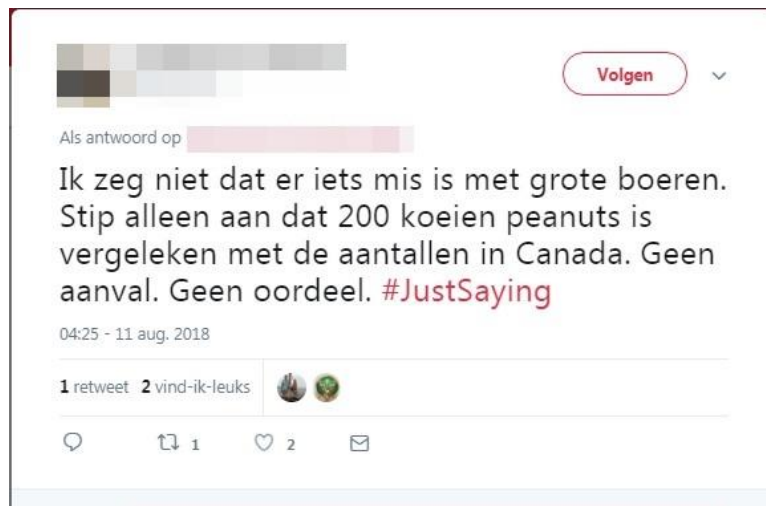 Volgen
Als antwoord op
Ik zeg niet dat er iets mis is met grote boeren.
Stip alleen aan dat 200 koeien peanuts is
vergeleken met de aantallen in Canada. Geen
aanval. Geen oordeel. #JustSaying
04:25 - 11 aug. 2018
1 retweet 2 vind-ik-leuks
1 2